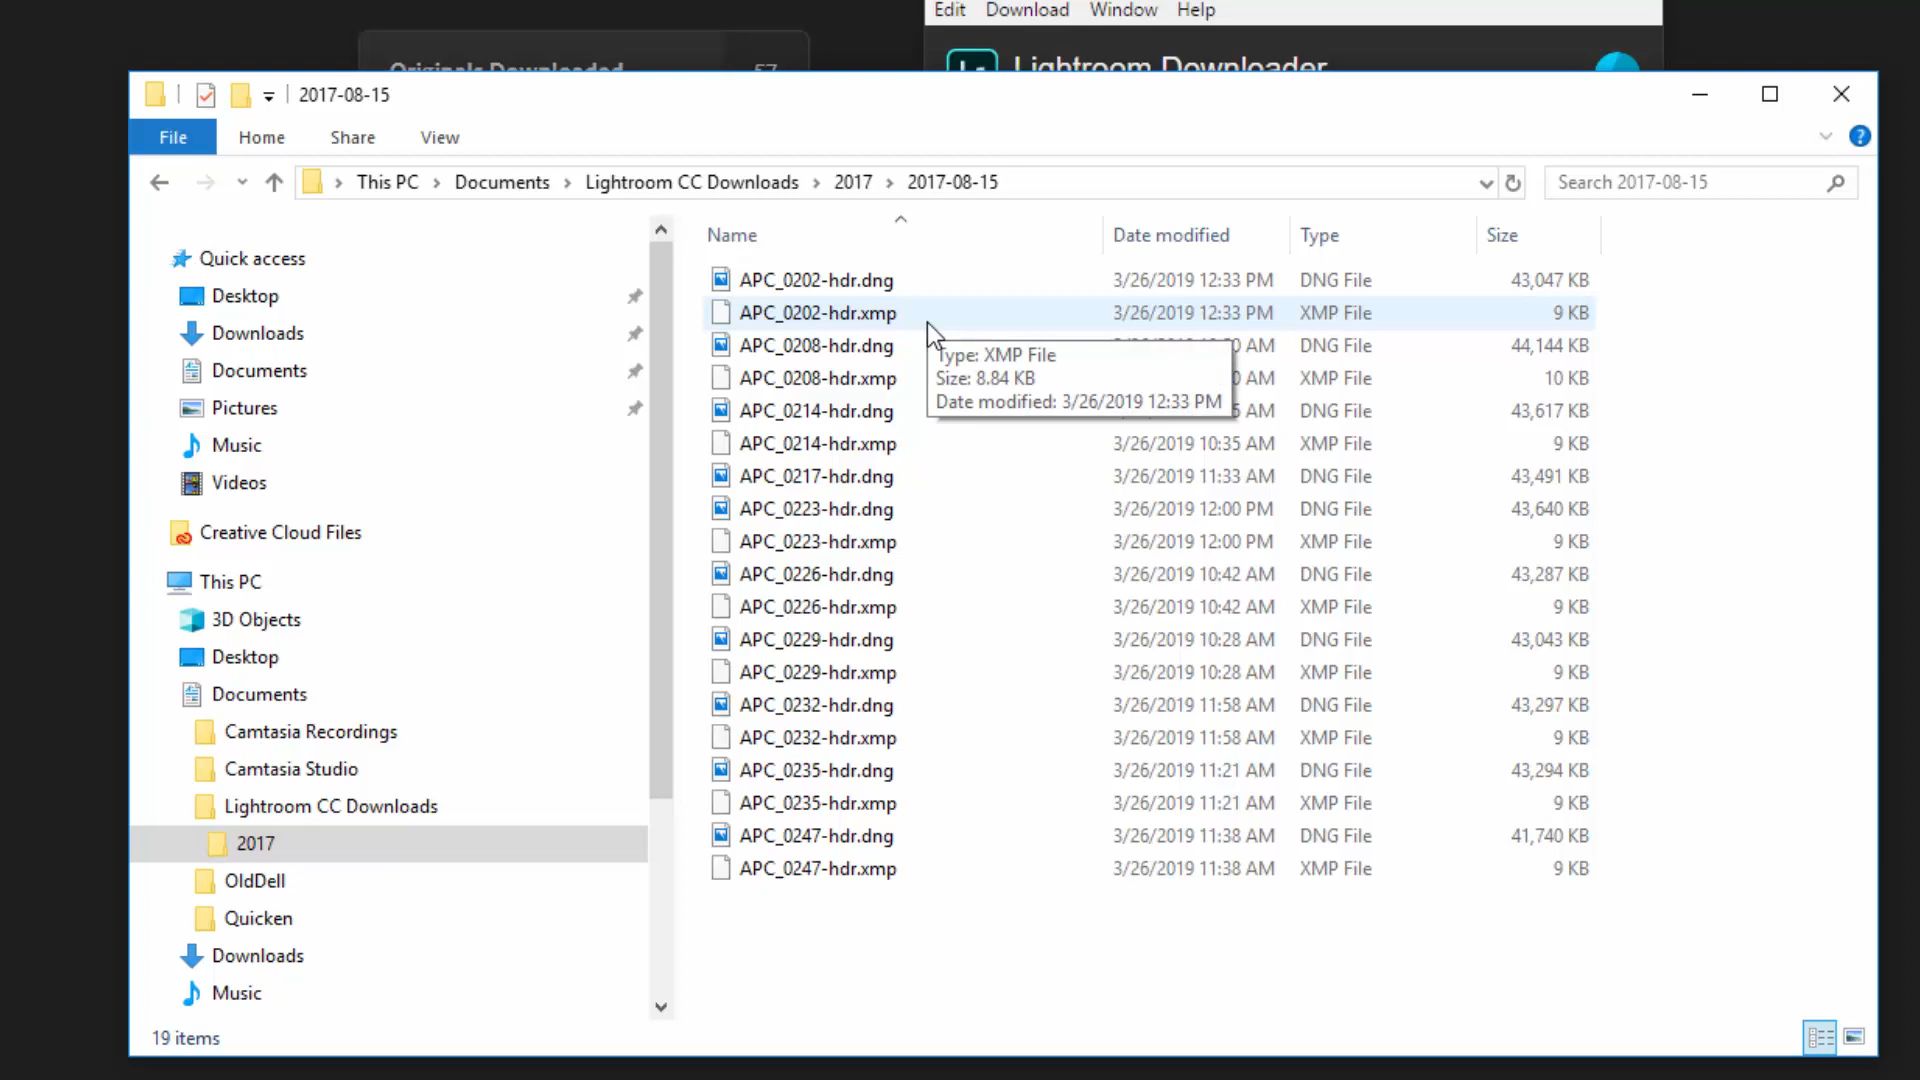 Edit Download Window Help
Originals Downloaded 57
Lightroom Downloader
2017-08-15
File Home Share View
This PC Documents Lightroom CC Downloads 2017 2017-08-15
Search 2017-08-15
Name Date modified Type Size
Quick access
Desktop
Downloads
Documents
Pictures
Music
Videos
Creative Cloud Files
This PC
3D Objects
Desktop
Documents
Camtasia Recordings
Camtasia Studio
Lightroom CC Downloads
2017
OldDell
Quicken
Downloads
Music
APC_0202-hdr.dng 3/26/2019 12:33 PM DNG File 43,047 KB
APC_0202-hdr.xmp 3/26/2019 12:33 PM XMP File 9 KB
APC_0208-hdr.dng AM DNG File 44,144 KB
Type: XMP File
Size: 8.84 KB
Date modified: 3/26/2019 12:33 PM
APC_0208-hdr.xmp AM XMP File 10 KB
APC_0214-hdr.dng AM DNG File 43,617 KB
APC_0214-hdr.xmp 3/26/2019 10:35 AM XMP File 9 KB
APC_0217-hdr.dng 3/26/2019 11:33 AM DNG File 43,491 KB
APC_0223-hdr.dng 3/26/2019 12:00 PM DNG File 43,640 KB
APC_0223-hdr.xmp 3/26/2019 12:00 PM XMP File 9 KB
APC_0226-hdr.dng 3/26/2019 10:42 AM DNG File 43,287 KB
APC_0226-hdr.xmp 3/26/2019 10:42 AM XMP File 9 KB
APC_0229-hdr.dng 3/26/2019 10:28 AM DNG File 43,043 KB
APC_0229-hdr.xmp 3/26/2019 10:28 AM XMP File 9 KB
APC_0232-hdr.dng 3/26/2019 11:58 AM DNG File 43,297 KB
APC_0232-hdr.xmp 3/26/2019 11:58 AM XMP File 9 KB
APC_0235-hdr.dng 3/26/2019 11:21 AM DNG File 43,294 KB
APC_0235-hdr.xmp 3/26/2019 11:21 AM XMP File 9 KB
APC_0247-hdr.dng 3/26/2019 11:38 AM DNG File 41,740 KB
APC_0247-hdr.xmp 3/26/2019 11:38 AM XMP File 9 KB
19 items